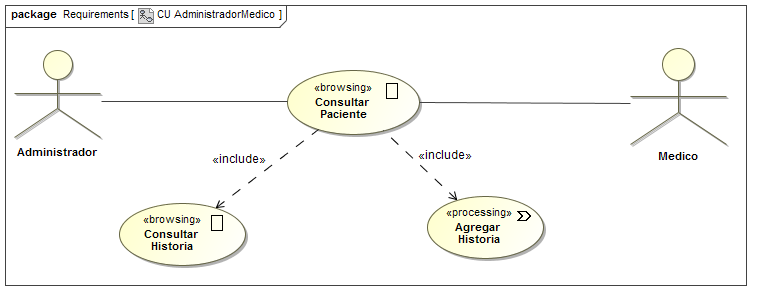 package Requirements [ CU AdministradorMedico ]
«browsing»
Consultar
Paciente
Administrador
Medico
«include»
«include»
«browsing»
Consultar
Historia
«processing»
Agregar
Historia